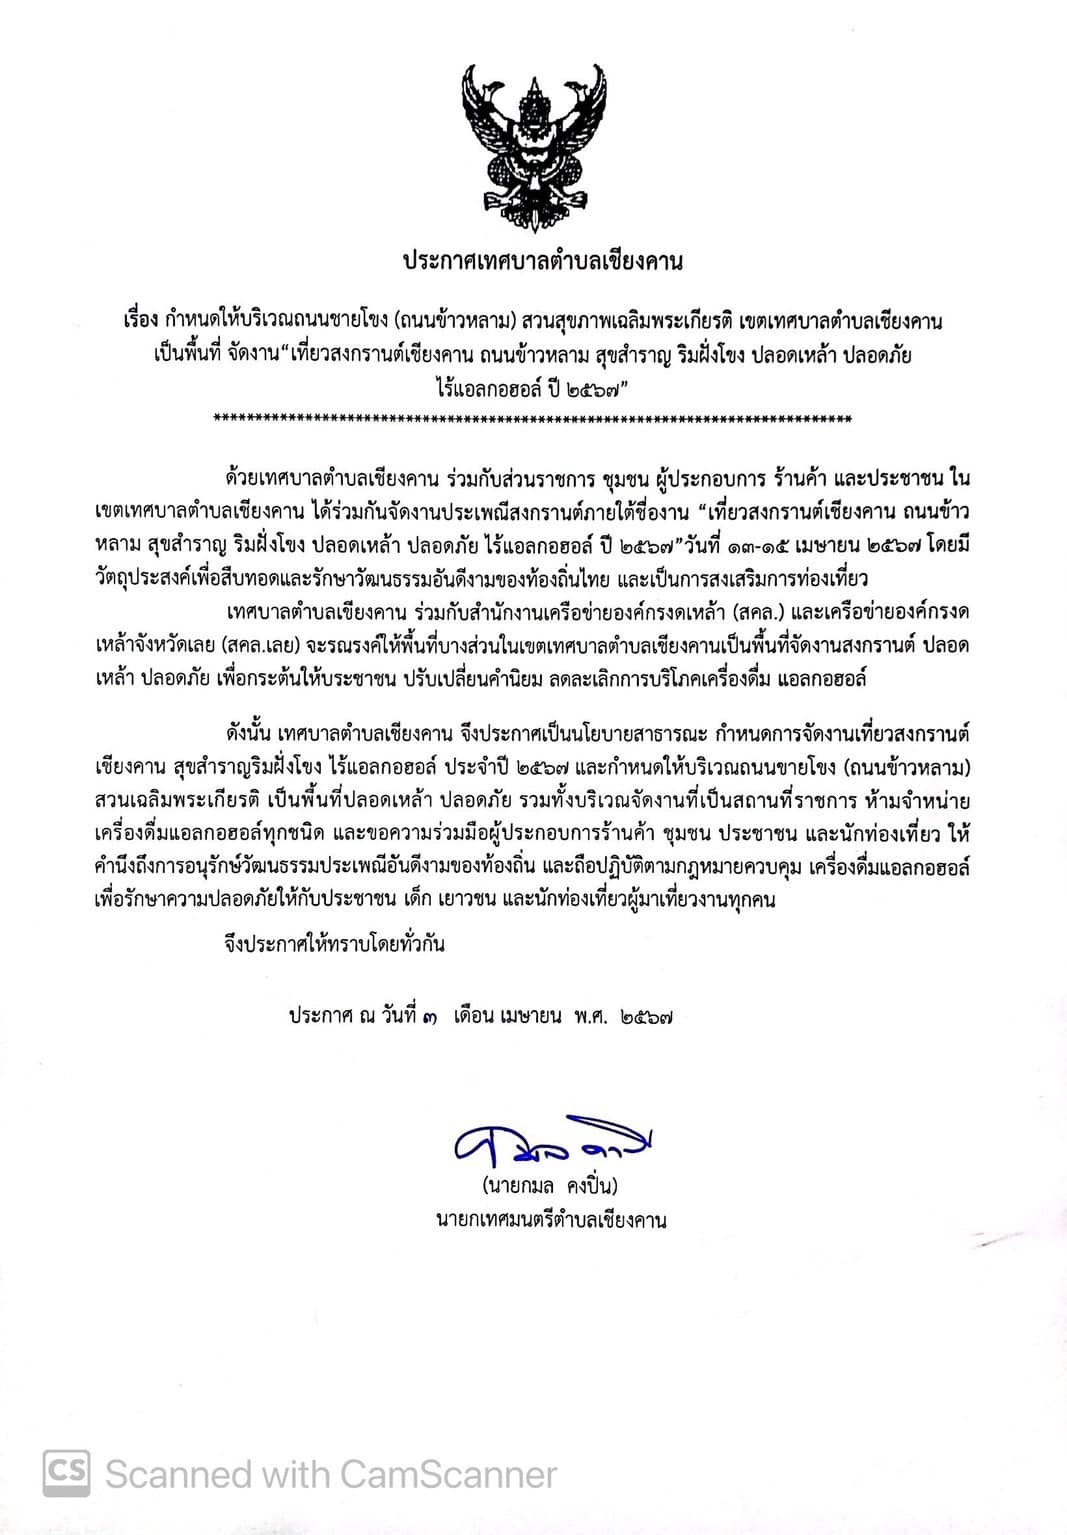 ประกาศเทศบาลตำบลเชียงคาน
เรื่อง กำหนดให้บริเวณถนนชายโขง (ถนนข้าวหลาม) สวนสุขภาพเฉลิมพระเกียรติ เขตเทศบาลตำบลเชียงคาน
เป็นพื้นที่ จัดงาน“เที่ยวสงกรานต์เชียงคาน ถนนข้าวหลาม สุขสำราญ ริมฝั่งโขง ปลอดเหล้า ปลอดภัย
ไร้แอลกอฮอล์ ปี ๒๕๖๗”
******************************************************************************
ด้วยเทศบาลตำบลเชียงคาน ร่วมกับส่วนราชการ ชุมชน ผู้ประกอบการ ร้านค้า และประชาชน ใน
เขตเทศบาลตำบลเชียงคาน ได้ร่วมกันจัดงานประเพณีสงกรานต์ภายใต้ชื่องาน “เที่ยวสงกรานต์เชียงคาน ถนนข้าว
หลาม สุขสำราญ ริมฝั่งโขง ปลอดเหล้า ปลอดภัย ไร้แอลกอฮอล์ ปี ๒๕๖๗”วันที่ ๑๓-๑๕ เมษายน ๒๕๖๗ โดยมี
วัตถุประสงค์เพื่อสืบทอดและรักษาวัฒนธรรมอันดีงามของท้องถิ่นไทย และเป็นการสงเสริมการท่องเที่ยว
เทศบาลตำบลเชียงคาน ร่วมกับสำนักงานเครือข่ายองค์กรงดเหล้า (สคล.) และเครือข่ายองค์กรงด
เหล้าจังหวัดเลย (สคล.เลย) จะรณรงค์ให้พื้นที่บางส่วนในเขตเทศบาลตำบลเชียงคานเป็นพื้นที่จัดงานสงกรานต์ ปลอด
เหล้า ปลอดภัย เพื่อกระต้นให้บระชาชน ปรับเปลี่ยนคำนิยม ลดละเลิกการบริโภคเครื่องดื่ม แอลกอฮอล์
ดังนั้น เทศบาลตำบลเชียงคาน จึงประกาศเป็นนโยบายสาธารณะ กำหนดการจัดงานเที่ยวสงกรานต์
เชียงคาน สุขสำราญริมฝั่งโขง ไร้แอลกอฮอล์ ประจำปี ๒๕๖๗ และกำหนดให้บริเวณถนนขายโขง (ถนนข้าวหลาม)
สวนเฉลิมพระเกียรติ เป็นพื้นที่ปลอดเหล้า ปลอดภัย รวมทั้งบริเวณจัดงานที่เป็นสถานที่ราชการ ห้ามจำหน่าย
เครื่องดื่มแอลกอฮอล์ทุกชนิด และขอความร่วมมือผู้ประกอบการร้านค้า ชุมชน ประชาชน และนักท่องเที่ยว ให้
คำนึงถึงการอนุรักษ์วัฒนธรรมประเพณีอันดีงามของท้องถิ่น และถือปฏิบัติตามกฎหมายควบคุม เครื่องดื่มแอลกอฮอล์
เพื่อรักษาความปลอดภัยให้กับประชาชน เด็ก เยาวชน และนักท่องเที่ยวผู้มาเที่ยวงานทุกคน
จึงประกาศให้ทราบโดยทั่วกัน
ประกาศ ณ วันที่ ๓ เดือน เมษายน พ.ศ. ๒๕๖๗
(นายกมล คงปิ่น)
นายกเทศมนตรีตำบลเชียงคาน
CS Scanned with CamScanner